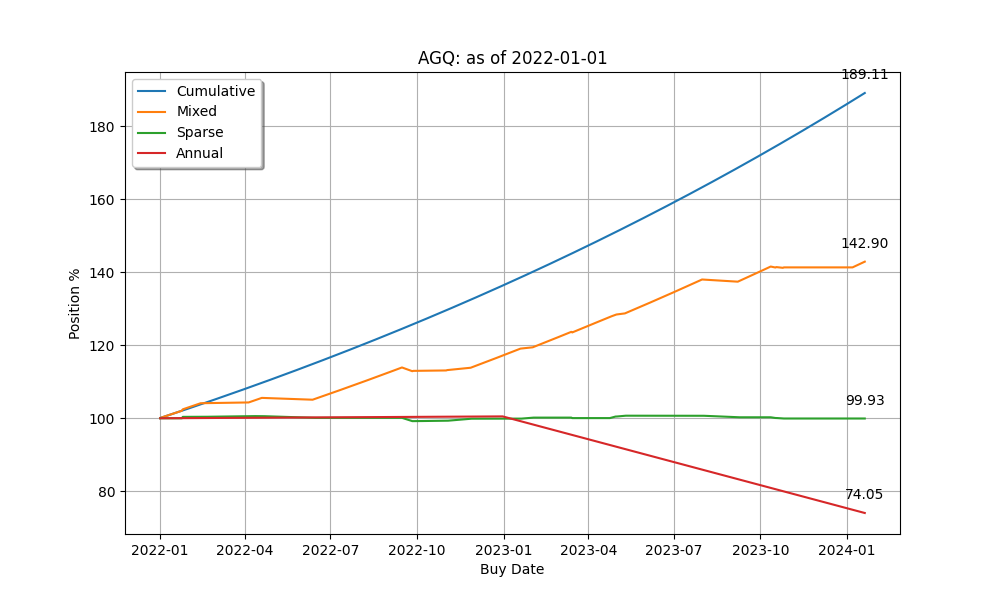 AGQ: as of 2022-01-01
189.11
Cumulative
Mixed
Sparse
Annual
180
160
142.90
140
120
99.93
100
74.05
80
Position %
2022-01 2022-04 2022-07 2022-10 2023-01 2023-04 2023-07 2023-10 2024-01
Buy Date